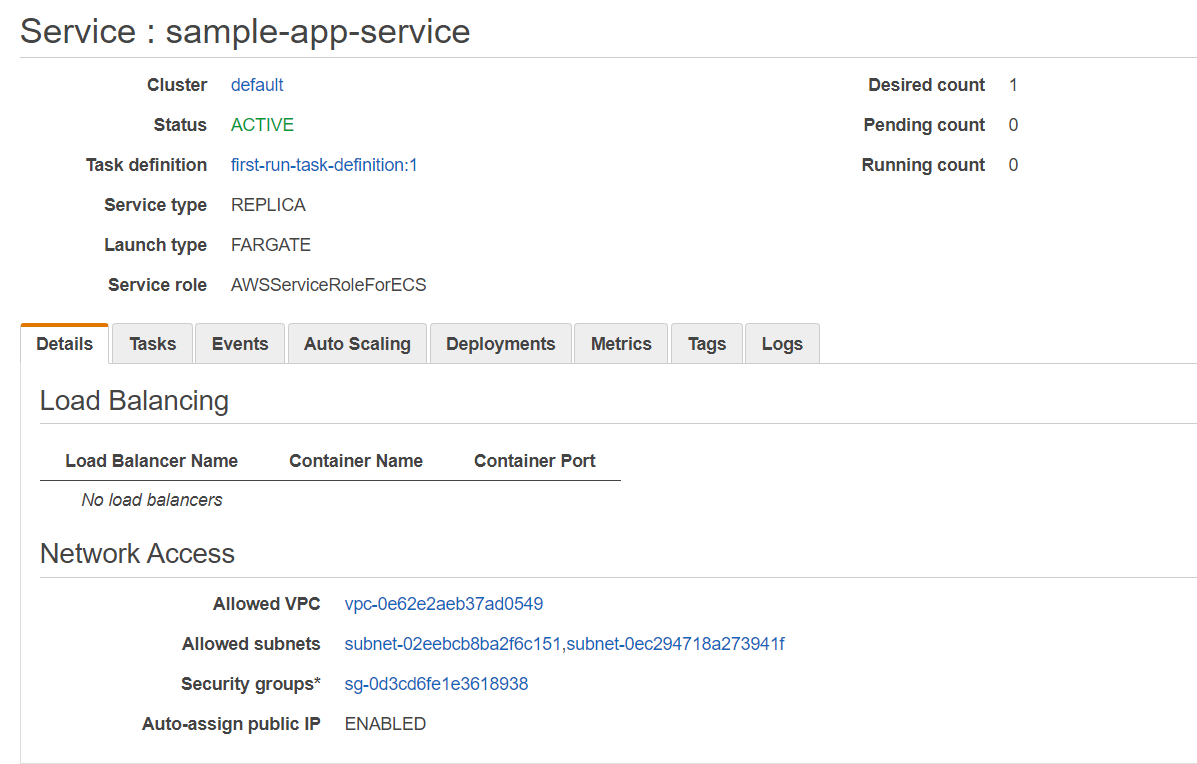 Service : sample-app-service
Cluster default
Desired count 1
Status ACTIVE
Pending count 0
Task definition first-run-task-definition:1
Running count 0
Service type REPLICA
Launch type FARGATE
Service role AWSServiceRoleForECS
Details Tasks Events Auto Scaling Deployments Metrics Tags Logs
Load Balancing
Load Balancer Name Container Name Container Port
No load balancers
Network Access
Allowed VPC vpc-0e62e2aeb37ad0549
Allowed subnets subnet-02eebcb8ba2f6c151,subnet-0ec294718a273941f
Security groups* sg-0d3cd6fe1e3618938
Auto-assign public IP ENABLED